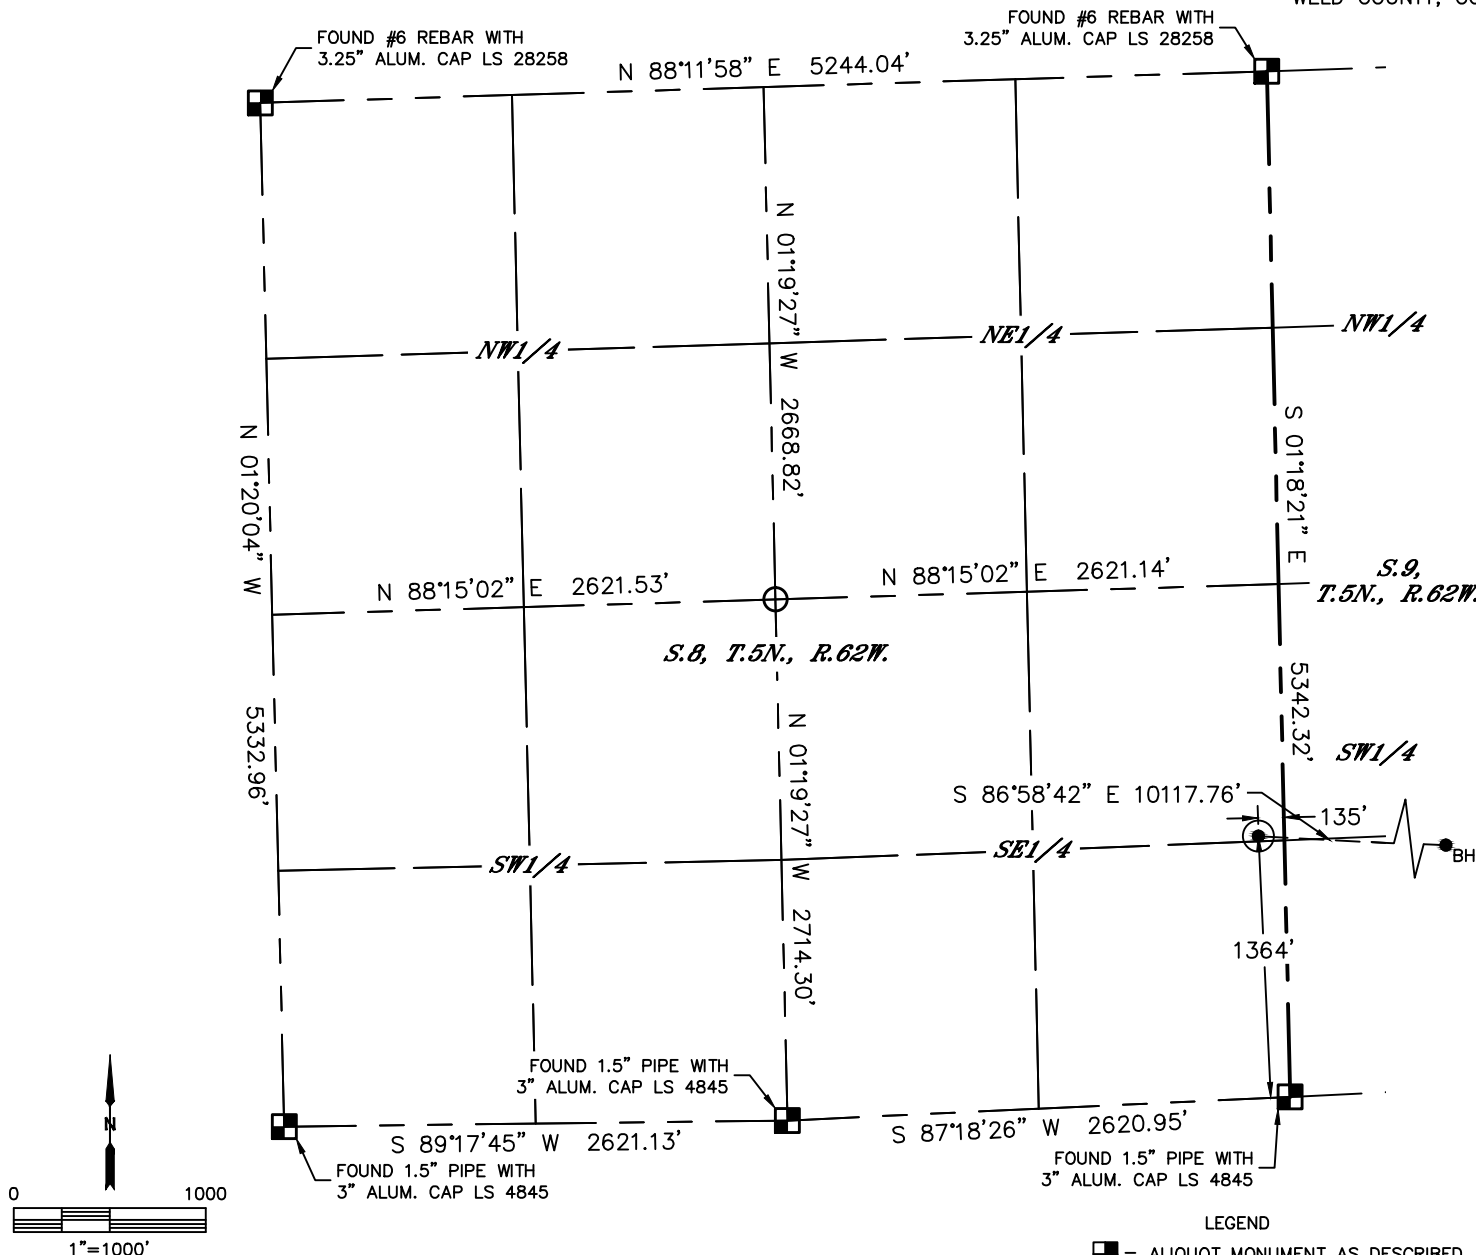 WELD COUNTY, CO
FOUND #6 REBAR WITH
3.25" ALUM. CAP LS 28258
FOUND #6 REBAR WITH
3.25" ALUM. CAP LS 28258
N 88°11'58" E 5244.04'
N 01°19'27" W 2668.82'
NW1/4
NE1/4
NW1/4
N 01°20'04" W 5332.96'
S 01°18'21" E 5342.32'
N 88°15'02" E 2621.53'
N 88°15'02" E 2621.14'
S.9,
T.5N., R.62W.
S.8, T.5N., R.62W.
N 01°19'27" W 2714.30'
SW1/4
S 86°58'42" E 10117.76'
135'
BH
SW1/4
SE1/4
1364'
FOUND 1.5" PIPE WITH
3" ALUM. CAP LS 4845
S 89°17'45" W 2621.13'
S 87°18'26" W 2620.95'
FOUND 1.5" PIPE WITH
3" ALUM. CAP LS 4845
FOUND 1.5" PIPE WITH
3" ALUM. CAP LS 4845
N
0 1000
1"=1000'
LEGEND
= ALIQUOT MONUMENT AS DESCRIBED